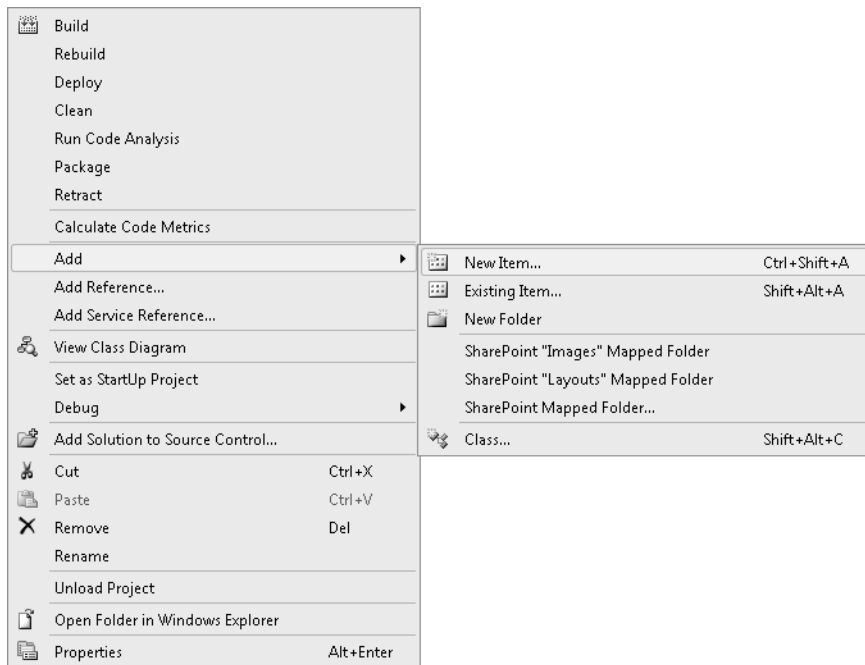 Build
Rebuild
Deploy
Clean
Run Code Analysis
Package
Retract
Calculate Code Metrics
Add
Add Reference...
Add Service Reference...
View Class Diagram
Set as StartUp Project
Debug
Add Solution to Source Control...
Cut Ctrl+X
Paste Ctrl+V
Remove Del
Rename
Unload Project
Open Folder in Windows Explorer
Properties Alt+Enter
New Item... Ctrl+Shift+A
Existing Item... Shift+Alt+A
New Folder
SharePoint "Images" Mapped Folder
SharePoint "Layouts" Mapped Folder
SharePoint Mapped Folder...
Class... Shift+Alt+C